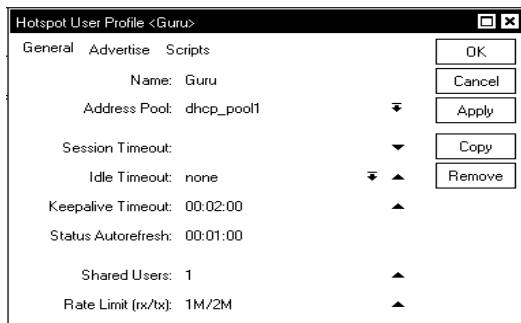 Hotspot User Profile <Guru>
General Advertise Scripts
OK
Name: Guru
Cancel
Address Pool: dhcp_pool1
Apply
Session Timeout:
Copy
Idle Timeout: none
Remove
Keepalive Timeout: 00:02:00
Status Autorefresh: 00:01:00
Shared Users: 1
Rate Limit (rx/tx): 1M/2M